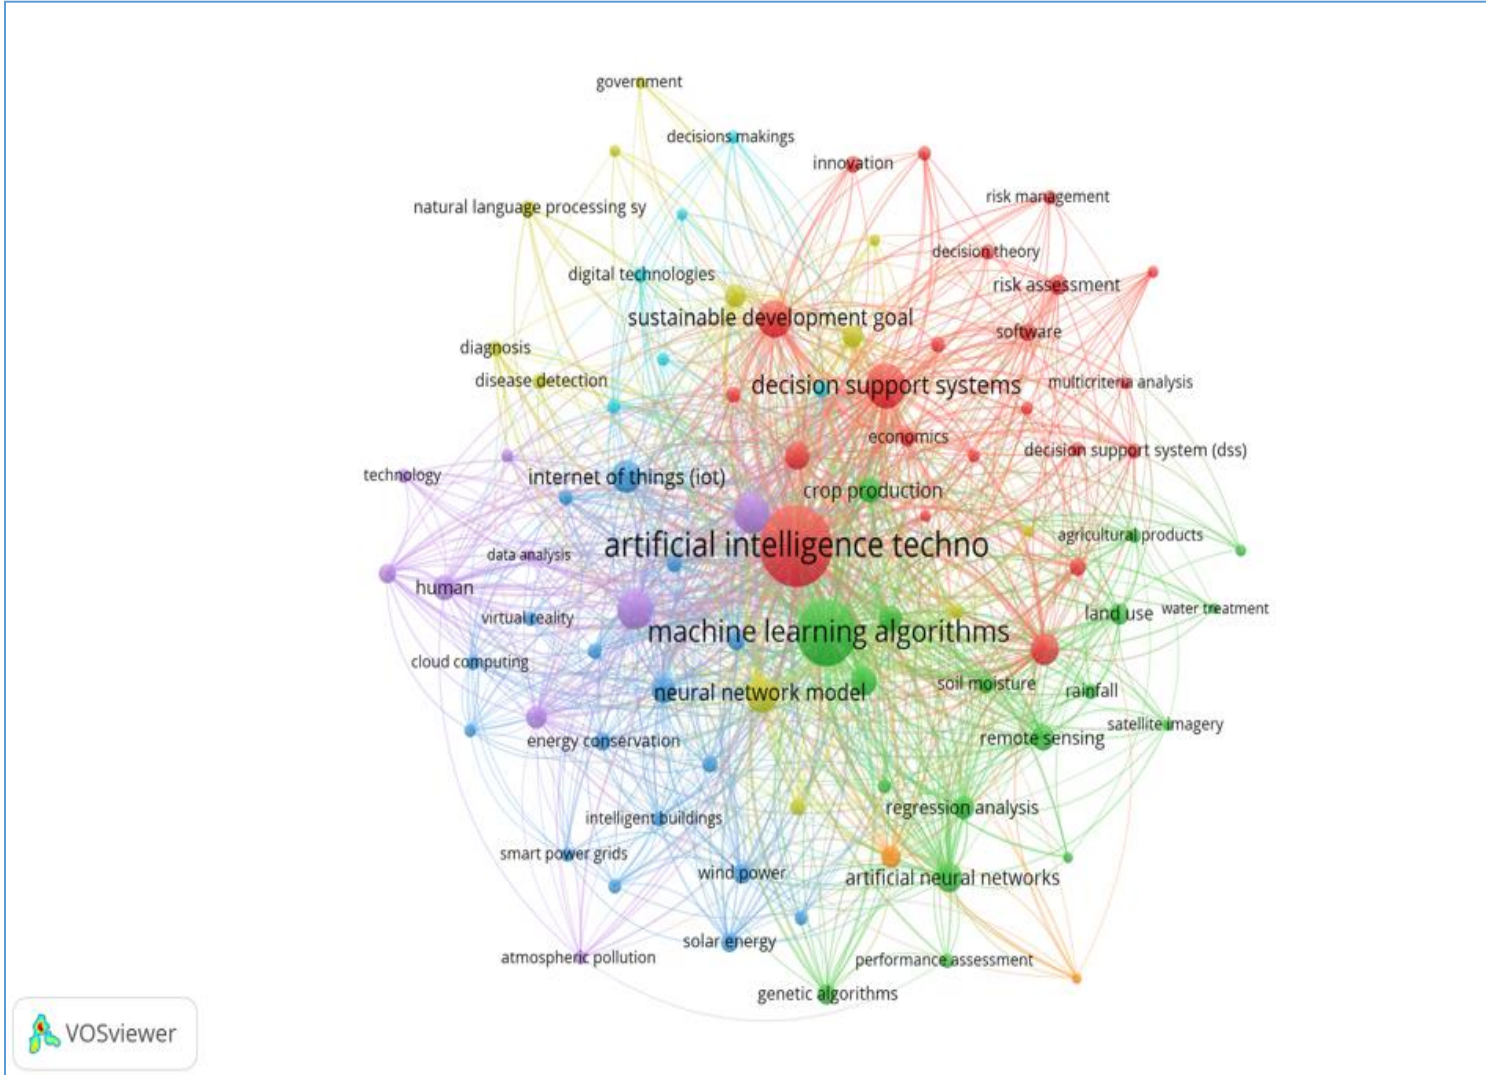 government
decisions makings
innovation
risk management
natural language processing sy
decision theory
digital technologies
risk assessment
sustainable development goal
software
diagnosis
disease detection
decision support systems
multicriteria analysis
economics
decision support system (dss)
technology
internet of things (iot)
crop production
agricultural products
artificial intelligence techno
data analysis
human
water treatment
land use
virtual reality
machine learning algorithms
cloud computing
soil moisture
rainfall
neural network model
satellite imagery
remote sensing
energy conservation
regression analysis
intelligent buildings
smart power grids
wind power
artificial neural networks
solar energy
atmospheric pollution
performance assessment
genetic algorithms
VOSviewer